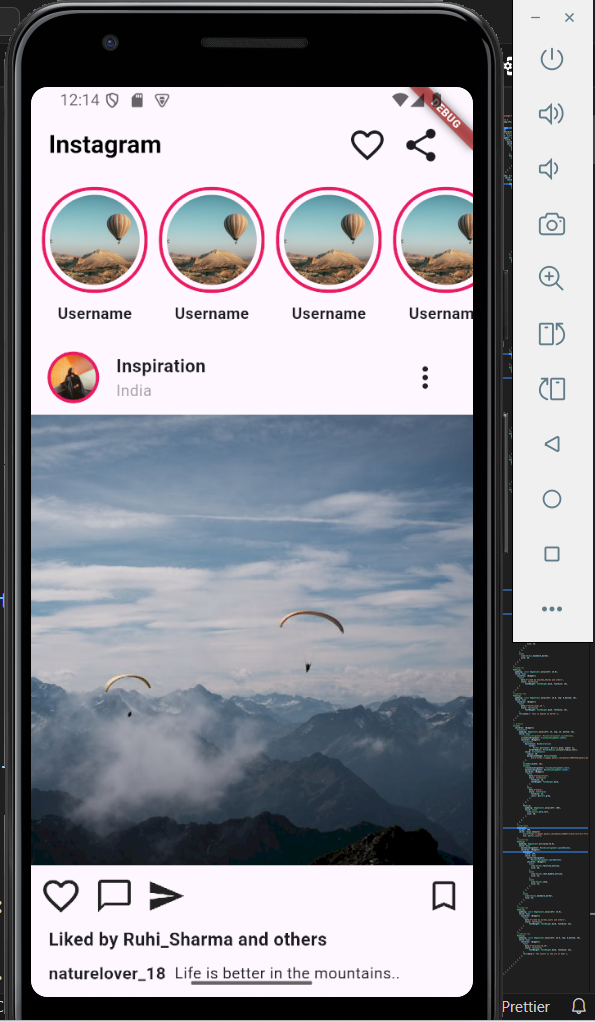 12:14
DEBUG
Instagram
Username Username Username Usernam
Inspiration
India
Liked by Ruhi_Sharma and others
naturelover_18 Life is better in the mountains..
Prettier